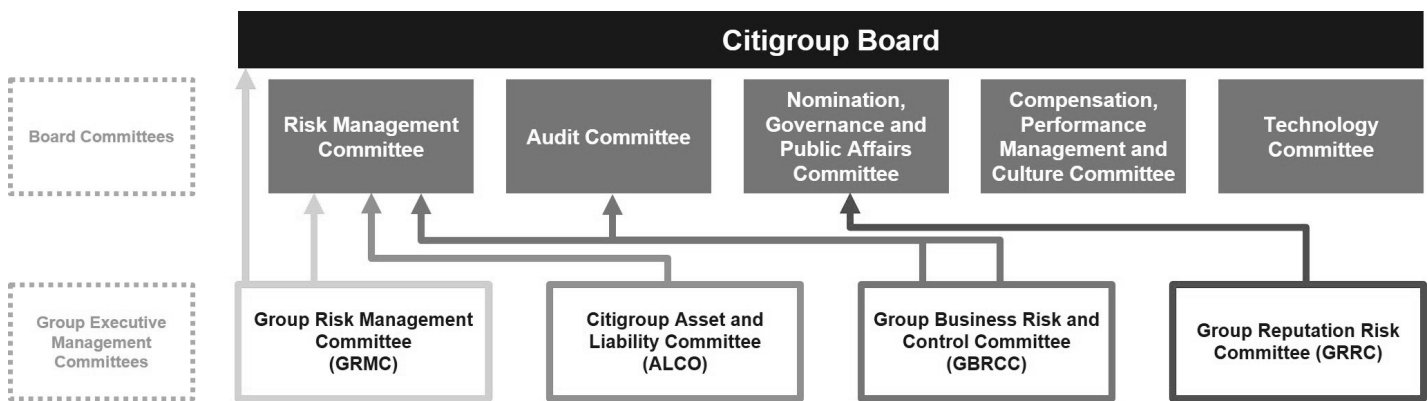 Citigroup Board
Board Committees
Risk Management
Committee
Audit Committee
Nomination,
Governance and
Public Affairs
Committee
Compensation,
Performance
Management and
Culture Committee
Technology
Committee
Group Executive
Management
Committees
Group Risk Management
Committee
(GRMC)
Citigroup Asset and
Liability Committee
(ALCO)
Group Business Risk and
Control Committee
(GBRCC)
Group Reputation Risk
Committee (GRRC)